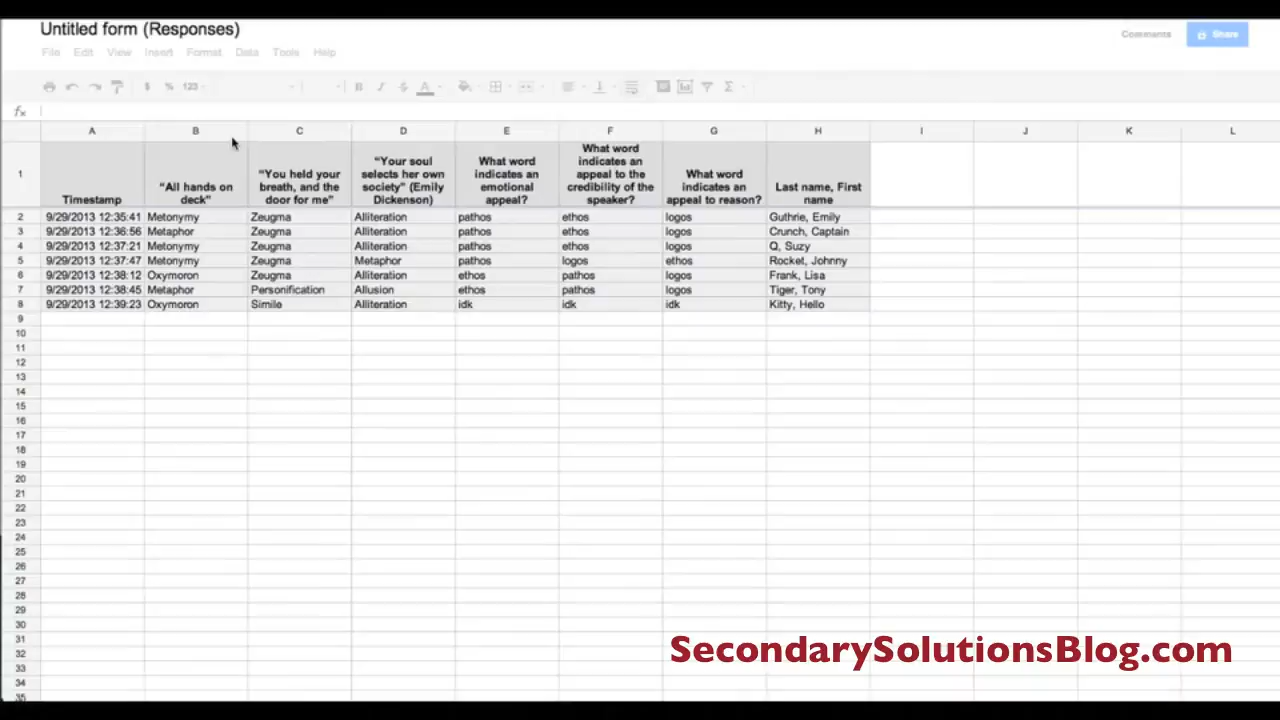 Untitled form (Responses)
Comments
Share
File Edit View Insert Format Data Tools Help
$ % 123
fx
A B C D E F G H I J K L
1 Timestamp "All hands on deck" "You held your breath, and the door for me" "Your soul selects her own society" (Emily Dickenson) What word indicates an emotional appeal? What word indicates an appeal to the credibility of the speaker? What word indicates an appeal to reason? Last name, First name
2 9/29/2013 12:35:41 Metonymy Zeugma Alliteration pathos ethos logos Guthrie, Emily
3 9/29/2013 12:36:56 Metaphor Zeugma Alliteration pathos ethos logos Crunch, Captain
4 9/29/2013 12:37:21 Metonymy Zeugma Alliteration pathos ethos logos Q, Suzy
5 9/29/2013 12:37:47 Metonymy Zeugma Metaphor pathos logos ethos Rocket, Johnny
6 9/29/2013 12:38:12 Oxymoron Zeugma Alliteration ethos pathos logos Frank, Lisa
7 9/29/2013 12:38:45 Metaphor Personification Allusion ethos pathos logos Tiger, Tony
8 9/29/2013 12:39:23 Oxymoron Simile Alliteration idk idk idk Kitty, Hello
9
10
11
12
13
14
15
16
17
18
19
20
21
22
23
24
25
26
27
28
29
30
31
32
33
34
35
SecondarySolutionsBlog.com